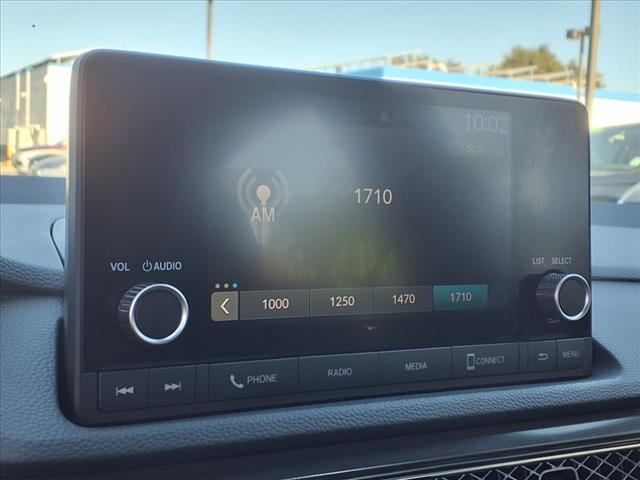 10:02
Scan
AM
1710
VOL AUDIO
LIST SELECT
1000 1250 1470 1710
PHONE RADIO MEDIA CONNECT MENU